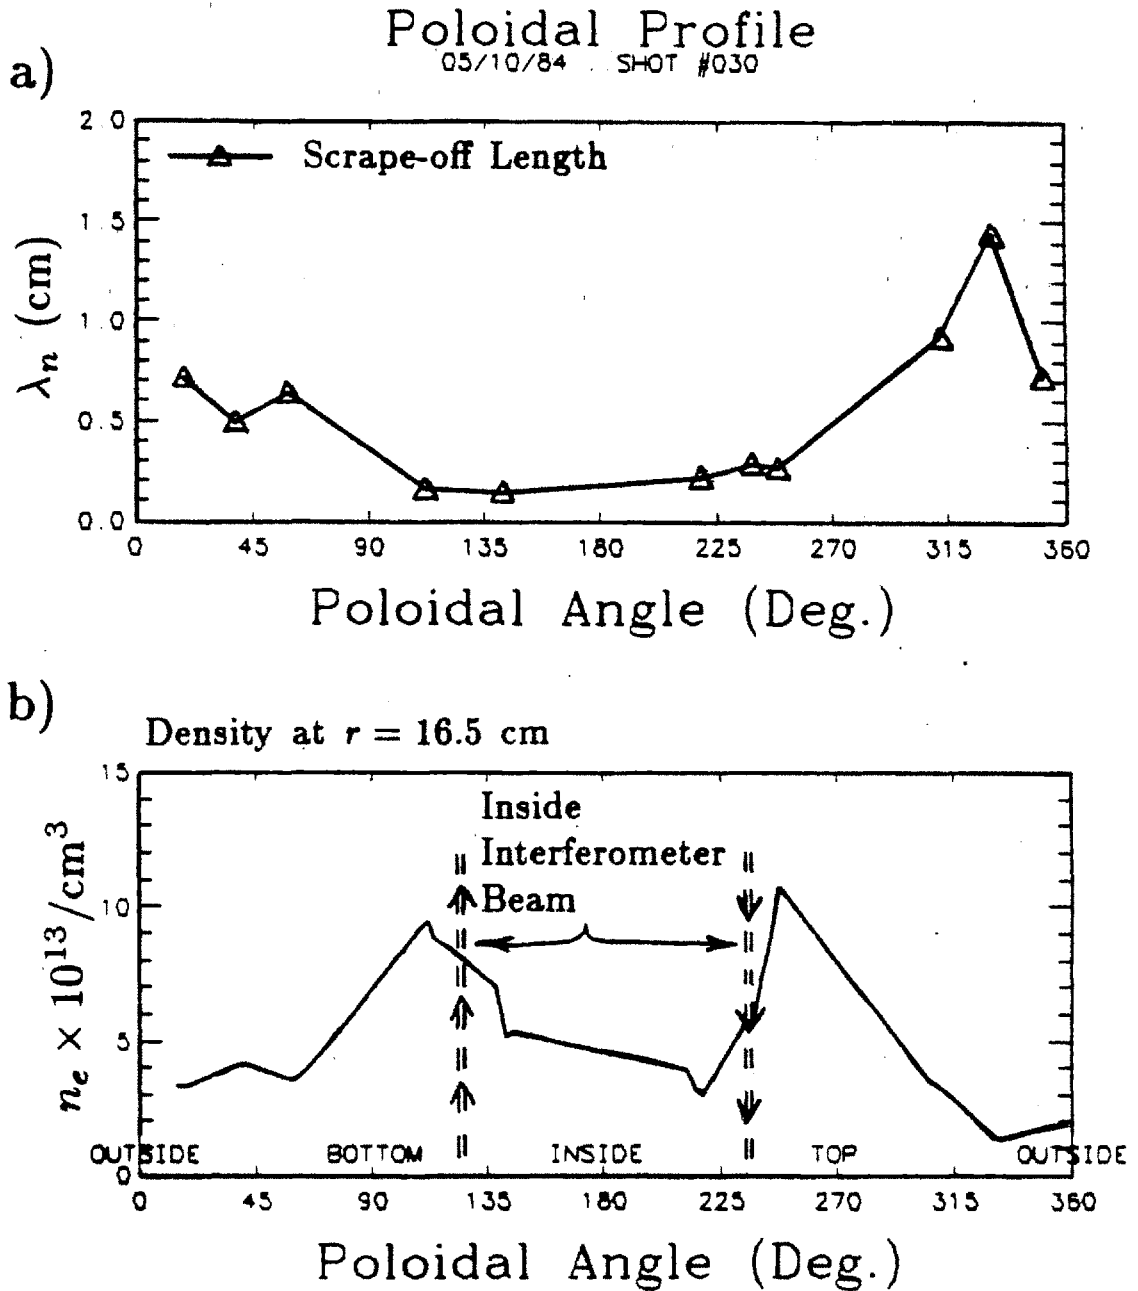 Poloidal Profile
05/10/84 SHOT #030
a)
2.0
1.5
1.0
0.5
0.0
λn (cm)
Scrape-off Length
0 45 90 135 180 225 270 315 360
Poloidal Angle (Deg.)
b)
Density at r = 16.5 cm
15
10
5
0
ne × 10^13/cm^3
Inside
Interferometer
Beam
OUTSIDE BOTTOM INSIDE TOP OUTSIDE
0 45 90 135 180 225 270 315 360
Poloidal Angle (Deg.)